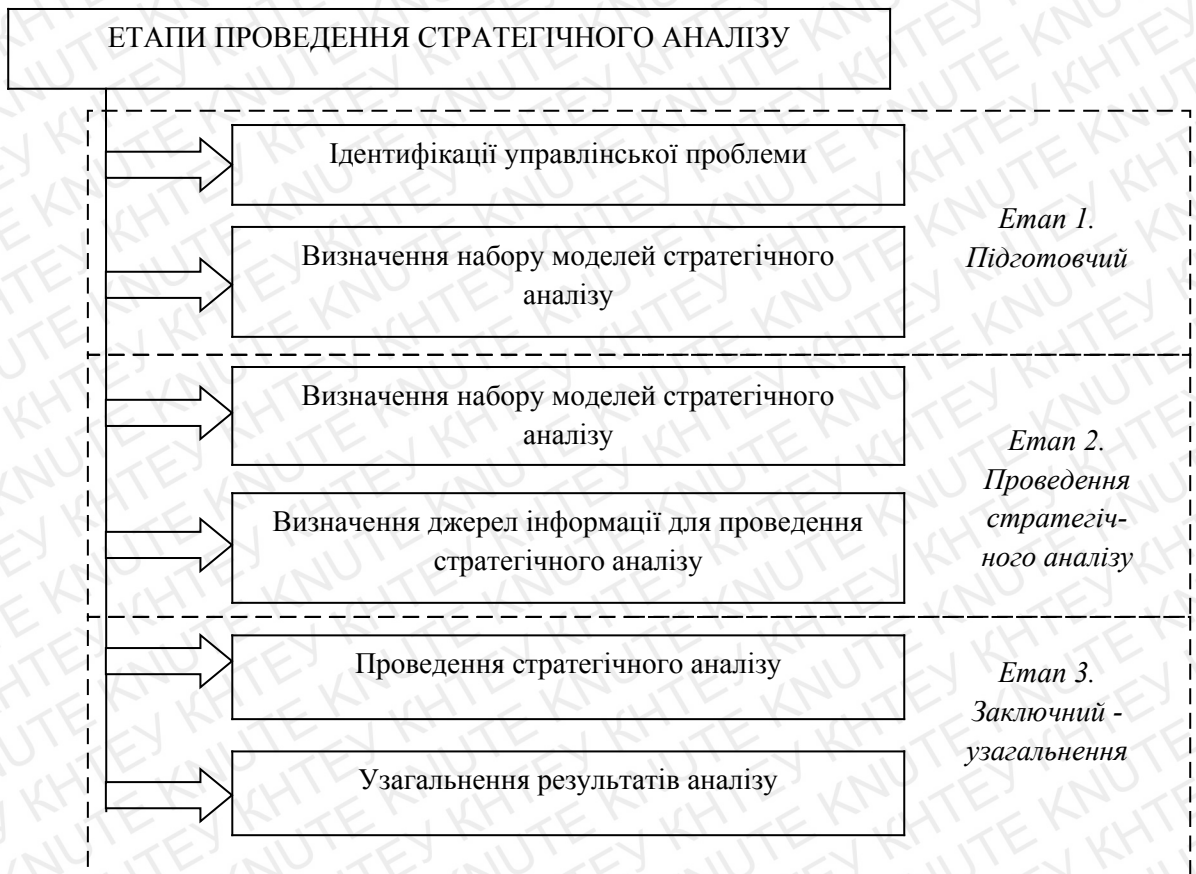 ЕТАПИ ПРОВЕДЕННЯ СТРАТЕГІЧНОГО АНАЛІЗУ
Ідентифікації управлінської проблеми
Визначення набору моделей стратегічного
аналізу
Етап 1.
Підготовчий
Визначення набору моделей стратегічного
аналізу
Визначення джерел інформації для проведення
стратегічного аналізу
Етап 2.
Проведення
стратегіч-
ного аналізу
Проведення стратегічного аналізу
Узагальнення результатів аналізу
Етап 3.
Заключний -
узагальнення
KNUTE КНТЕУ